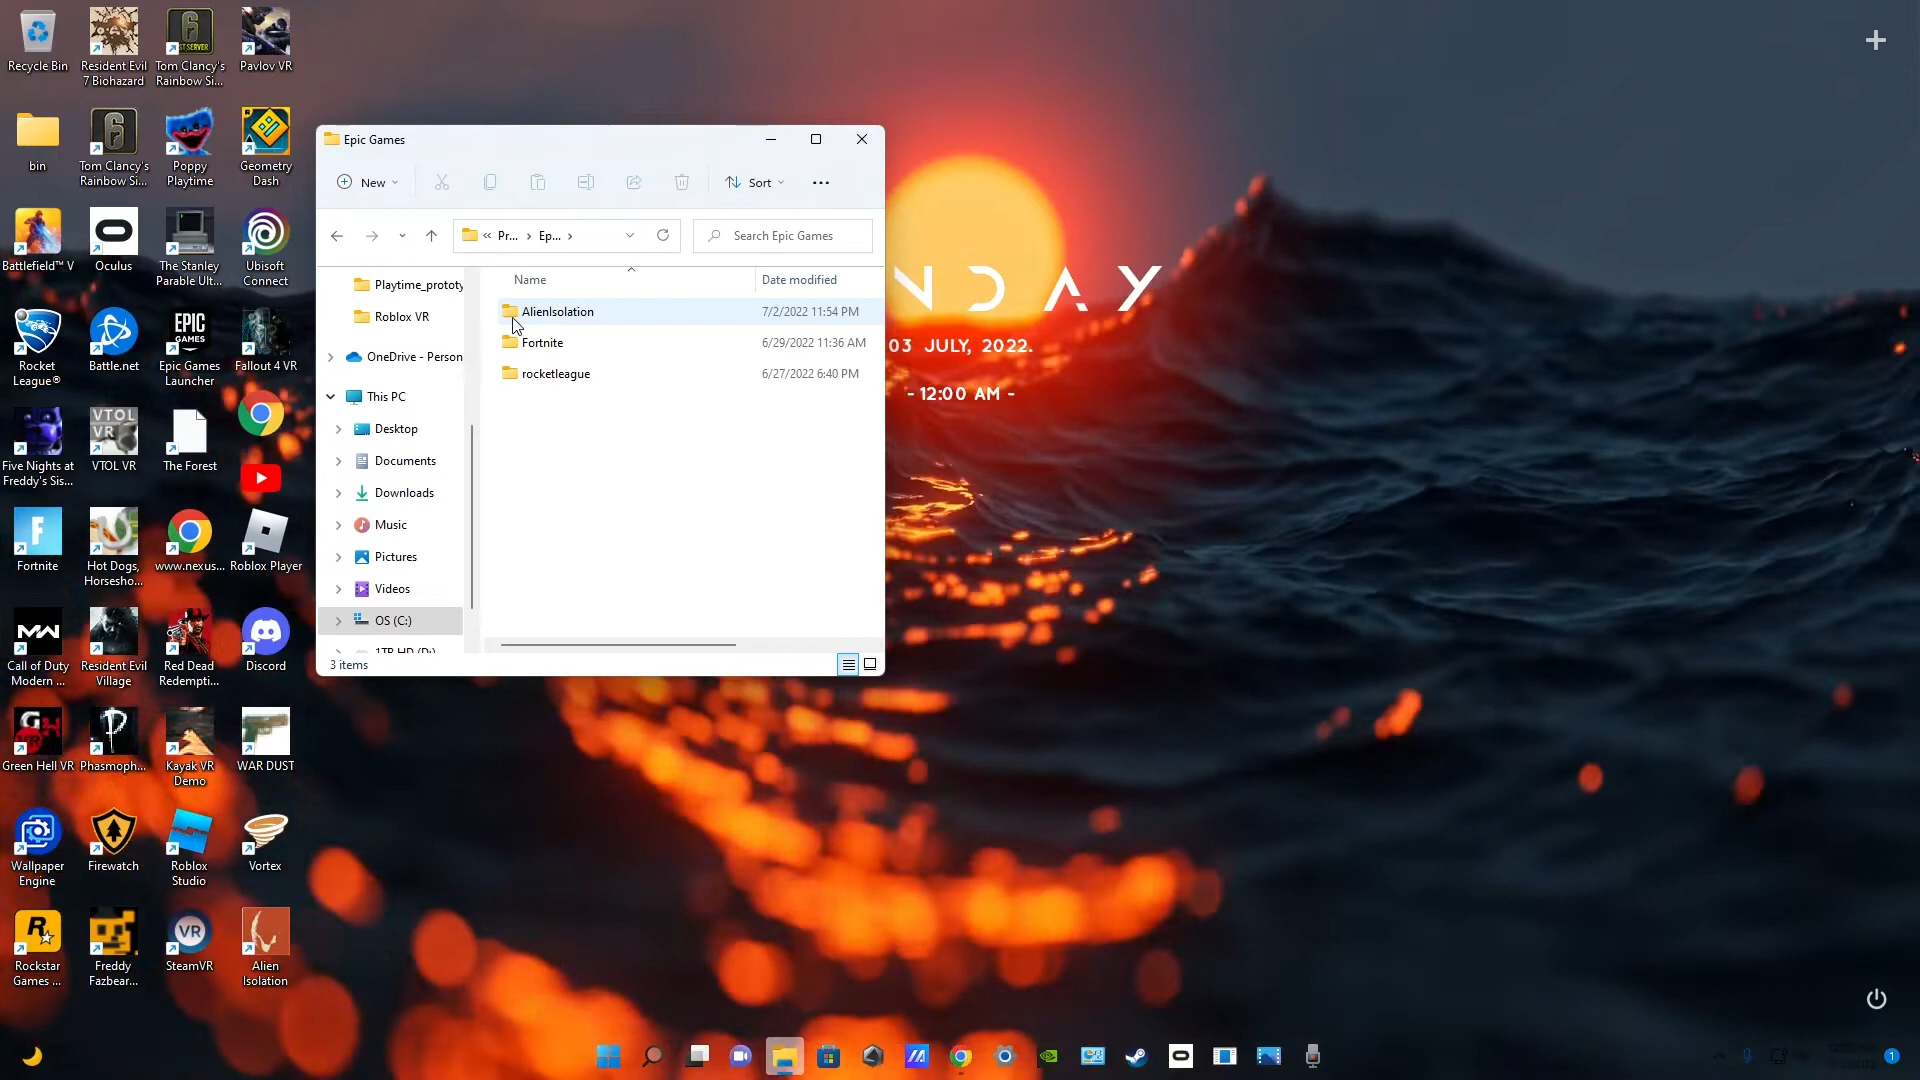 Recycle Bin
Resident Evil
7 Biohazard
Tom Clancy's
Rainbow Si...
Pavlov VR
bin
Tom Clancy's
Rainbow Si...
Poppy
Playtime
Geometry
Dash
Battlefield™ V
Oculus
The Stanley
Parable Ult...
Ubisoft
Connect
Rocket
League®
Battle.net
EPIC
GAMES
Epic Games
Launcher
Fallout 4 VR
Five Nights at
Freddy's Sis...
VTOL
VR
VTOL VR
The Forest
Fortnite
Hot Dogs,
Horsesho...
www.nexus...
Roblox Player
Call of Duty
Modern ...
Resident Evil
Village
Red Dead
Redempti...
Discord
Green Hell VR
Phasmoph...
Kayak VR
Demo
WAR DUST
Wallpaper
Engine
Firewatch
Roblox
Studio
Vortex
Rockstar
Games ...
Freddy
Fazbear...
VR
SteamVR
Alien
Isolation
Epic Games
New
Sort
Pr...
Ep...
Search Epic Games
Name
Date modified
Playtime_prototy
Roblox VR
OneDrive - Person
This PC
Desktop
Documents
Downloads
Music
Pictures
Videos
OS (C:)
1TB HD (D:)
AlienIsolation 7/2/2022 11:54 PM
Fortnite 6/29/2022 11:36 AM
rocketleague 6/27/2022 6:40 PM
3 items
NDAY
03 JULY, 2022.
- 12:00 AM -
1